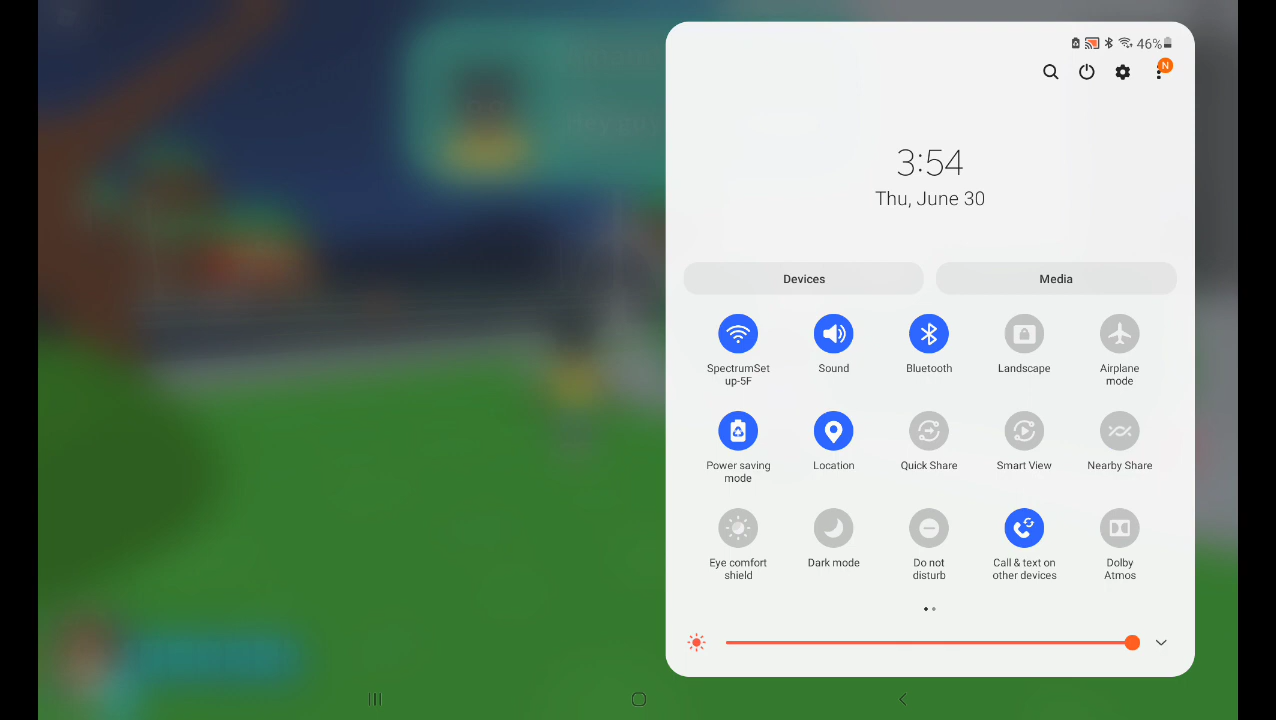 46%
N
3:54
Thu, June 30
Devices
Media
SpectrumSet
up-5F
Sound
Bluetooth
Landscape
Airplane
mode
Power saving
mode
Location
Quick Share
Smart View
Nearby Share
Eye comfort
shield
Dark mode
Do not
disturb
Call & text on
other devices
Dolby
Atmos